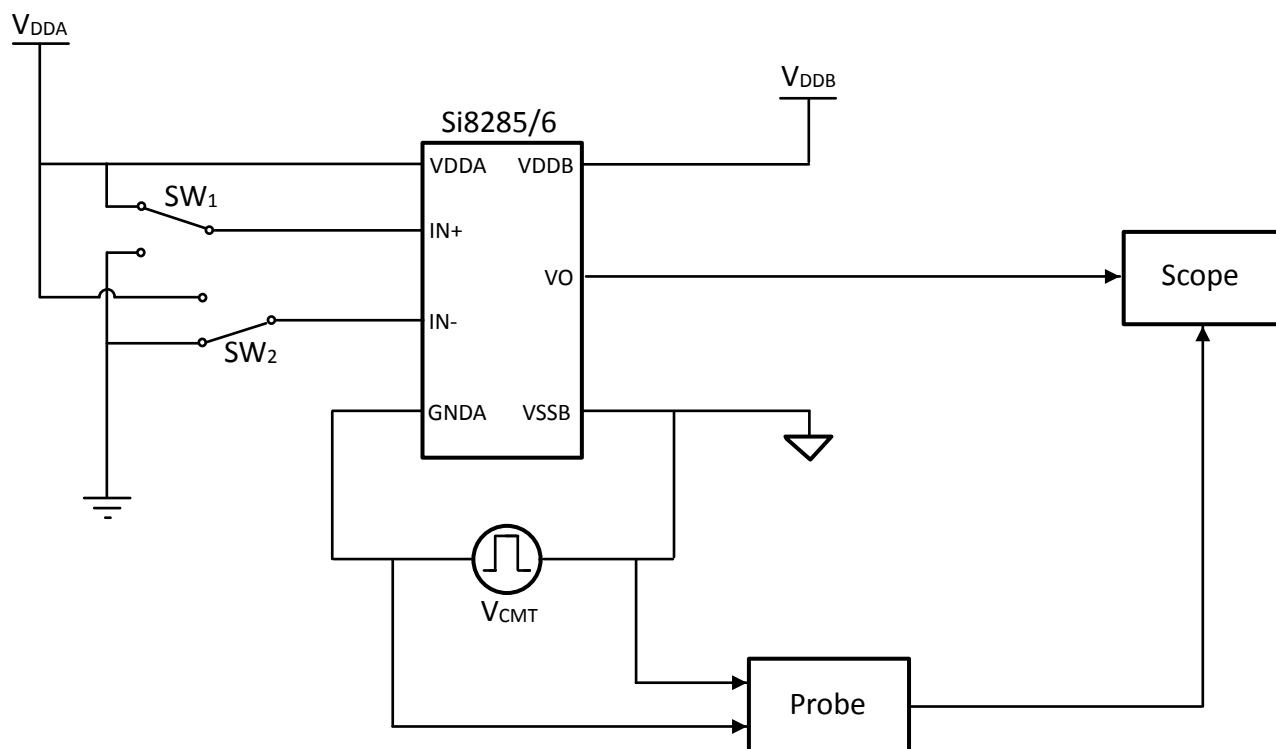 VDDA
VDDB
Si8285/6
VDDA VDDB
SW1
IN+
VO
Scope
IN-
SW2
GNDA VSSB
VCMT
Probe